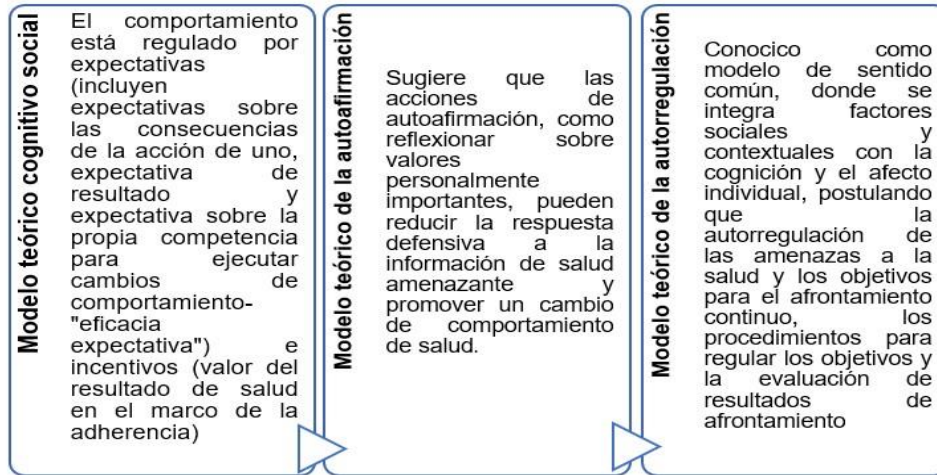 Modelo teórico cognitivo social
El comportamiento
está regulado por
expectativas
(incluyen
expectativas sobre
las consecuencias
de la acción de uno,
expectativa de
resultado y
expectativa sobre la
propia competencia
para ejecutar
cambios de
comportamiento-
"eficacia
expectativa") e
incentivos (valor del
resultado de salud
en el marco de la
adherencia)
Modelo teórico de la autoafirmación
Sugiere que las
acciones de
autoafirmación, como
reflexionar sobre
valores
personalmente
importantes, pueden
reducir la respuesta
defensiva a la
información de salud
amenazante y
promover un cambio
de comportamiento
de salud.
Modelo teórico de la autorregulación
Conocico como
modelo de sentido
común, donde se
integra factores
sociales y
contextuales con la
cognición y el afecto
individual, postulando
que la
autorregulación de
las amenazas a la
salud y los objetivos
para el afrontamiento
continuo, los
procedimientos para
regular los objetivos y
la evaluación de
resultados de
afrontamiento